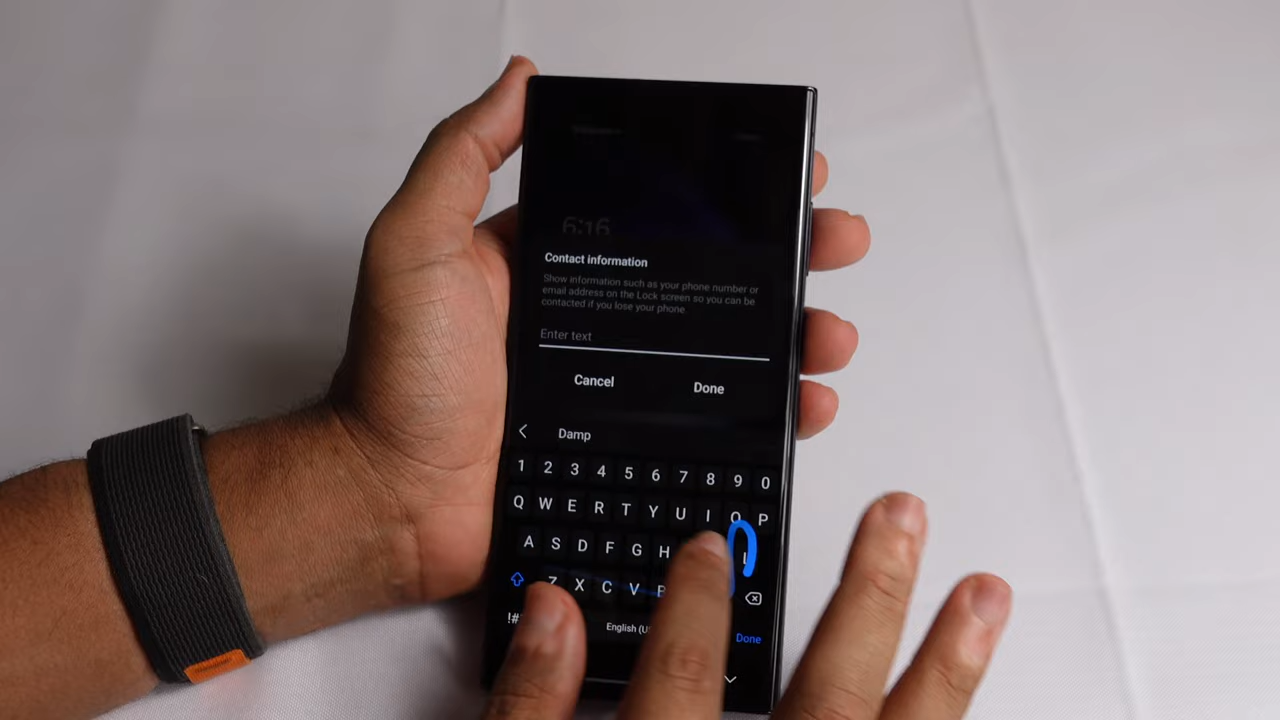 6:16
Contact information
Show information such as your phone number or
email address on the Lock screen so you can be
contacted if you lose your phone.
Enter text
Cancel Done
Damp
1 2 3 4 5 6 7 8 9 0
Q W E R T Y U I O P
A S D F G H L
Z X C V B
!# English (US Done